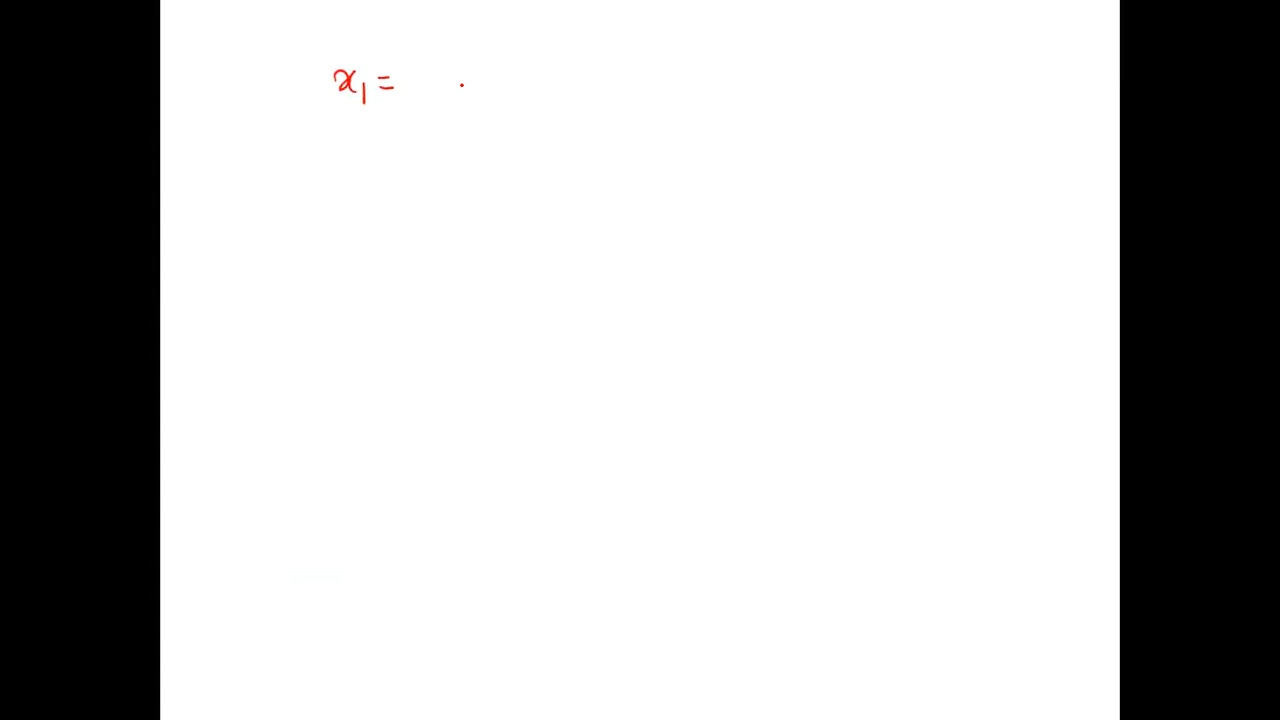 x₁ =